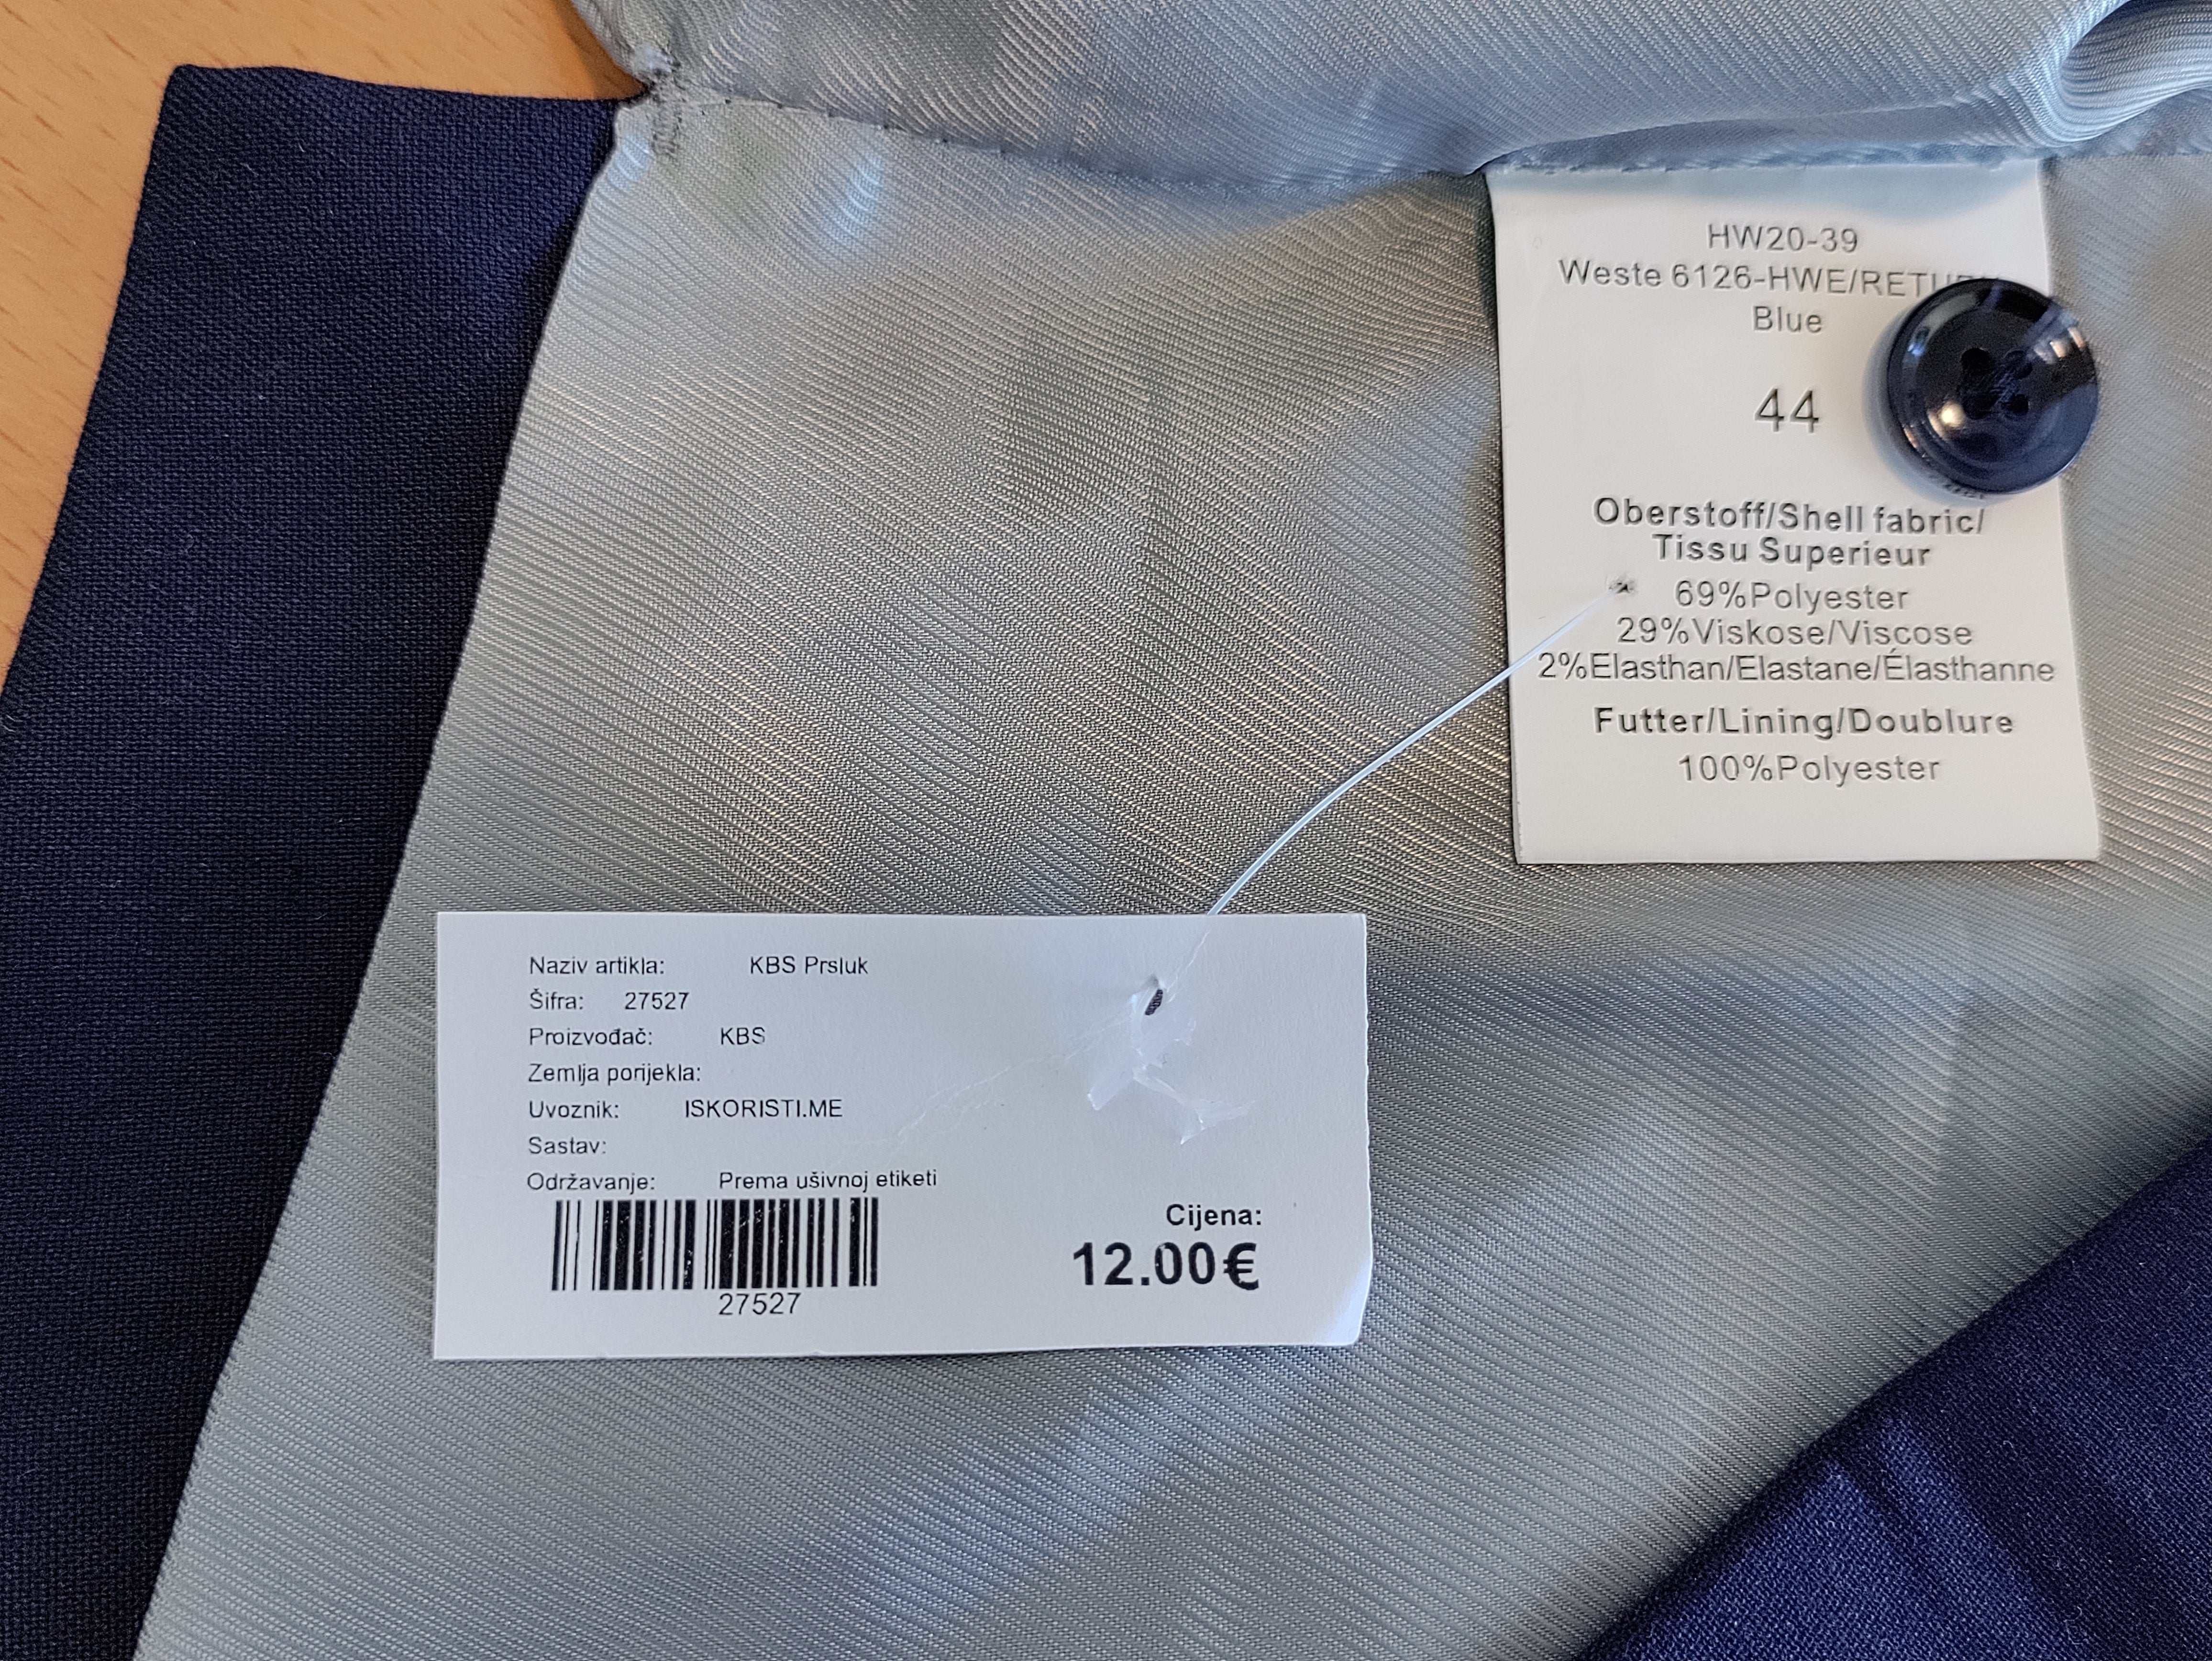 HW20-39
Weste 6126-HWE/RETURN
Blue
44
Oberstoff/Shell fabric/
Tissu Superieur
69%Polyester
29%Viskose/Viscose
2%Elasthan/Elastane/Élasthanne
Futter/Lining/Doublure
100%Polyester
Naziv artikla: KBS Prsluk
Šifra: 27527
Proizvođač: KBS
Zemlja porijekla:
Uvoznik: ISKORISTI.ME
Sastav:
Održavanje: Prema ušivnoj etiketi
27527
Cijena:
12.00€